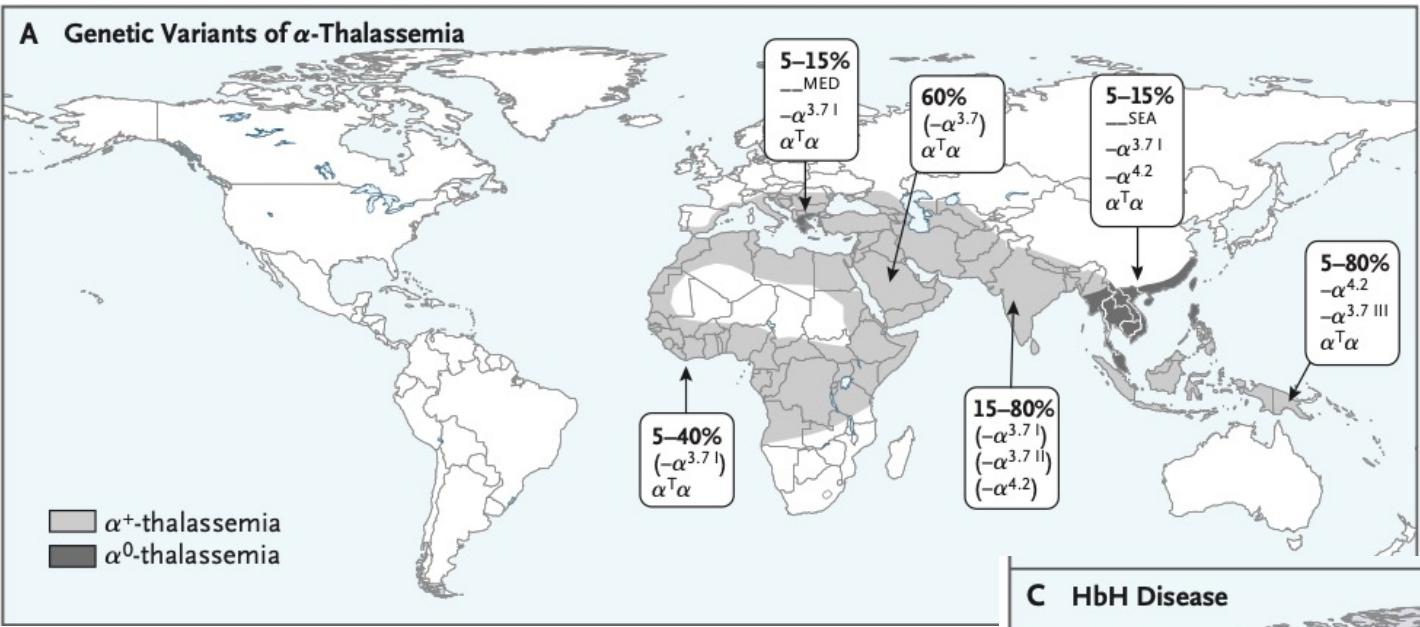 A Genetic Variants of α-Thalassemia
5–15%
__MED
–α3.7 I
αTα
60%
(–α3.7)
αTα
5–15%
__SEA
–α3.7 I
–α4.2
αTα
5–80%
–α4.2
–α3.7 III
αTα
15–80%
(–α3.7 I)
(–α3.7 II)
(–α4.2)
5–40%
(–α3.7 I)
αTα
α+-thalassemia
α0-thalassemia
C HbH Disease